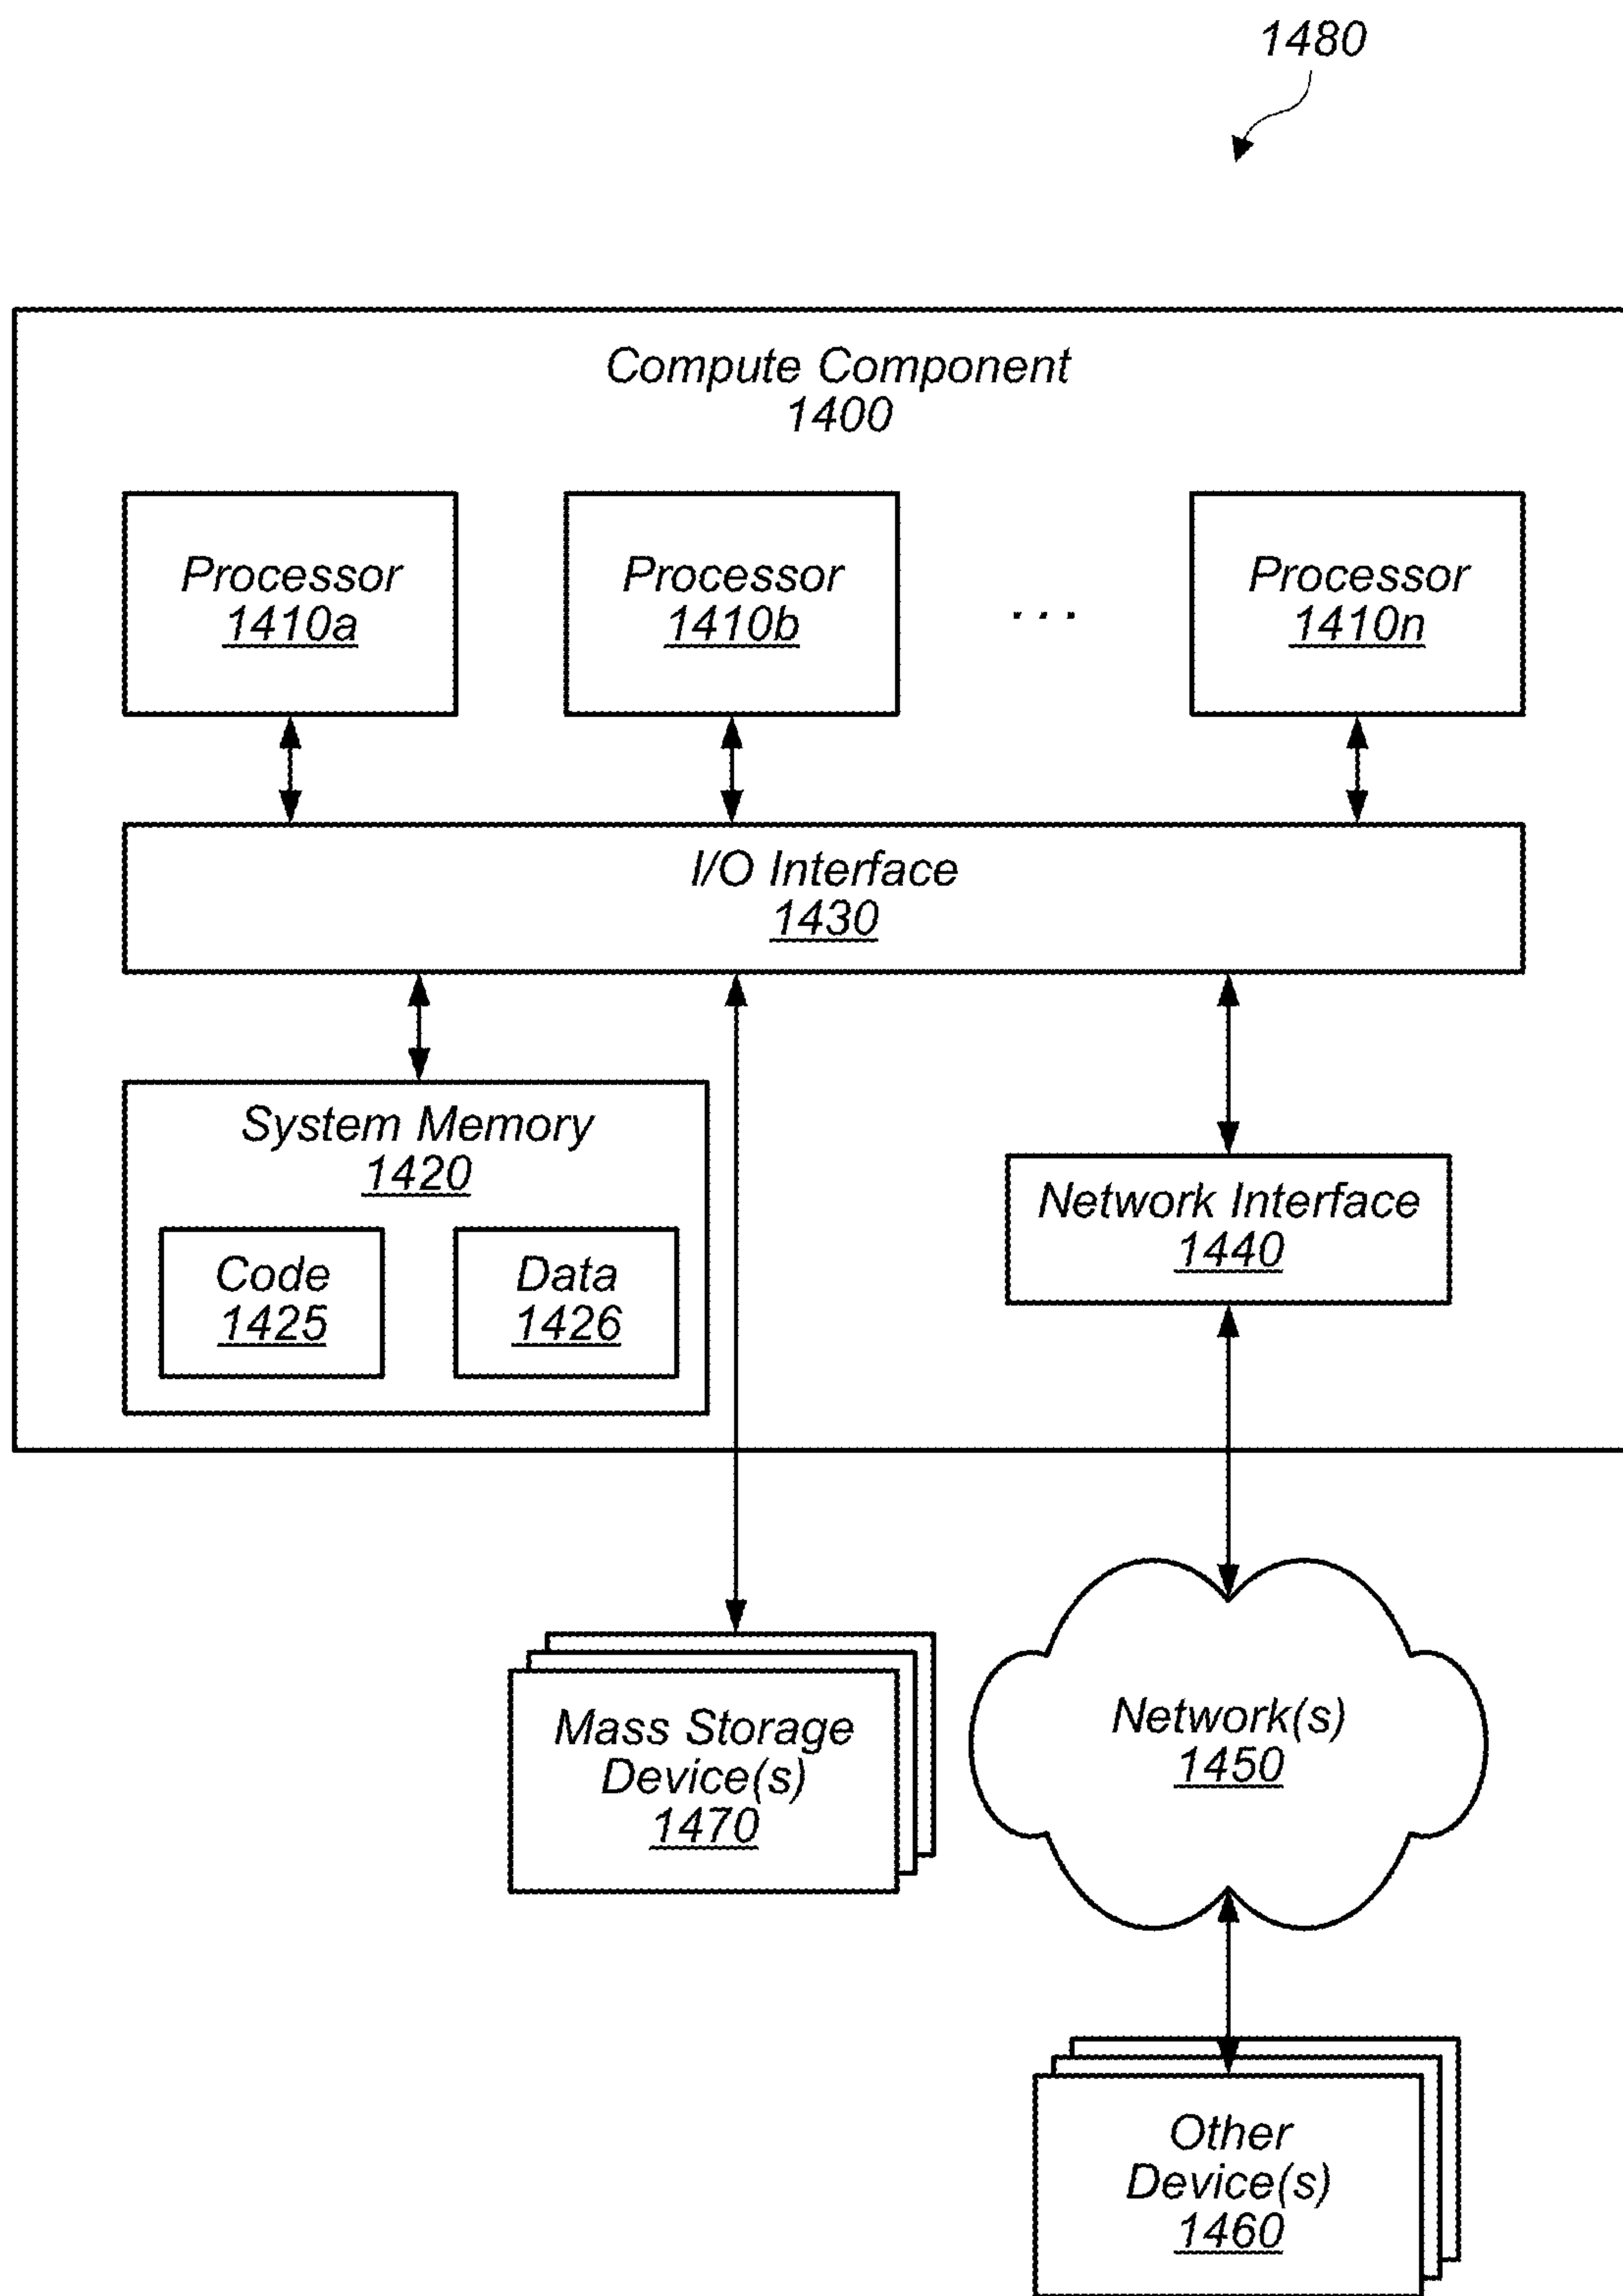 1480
Compute Component
1400
Processor
1410a
Processor
1410b
. . .
Processor
1410n
I/O Interface
1430
System Memory
1420
Code
1425
Data
1426
Network Interface
1440
Mass Storage
Device(s)
1470
Network(s)
1450
Other
Device(s)
1460